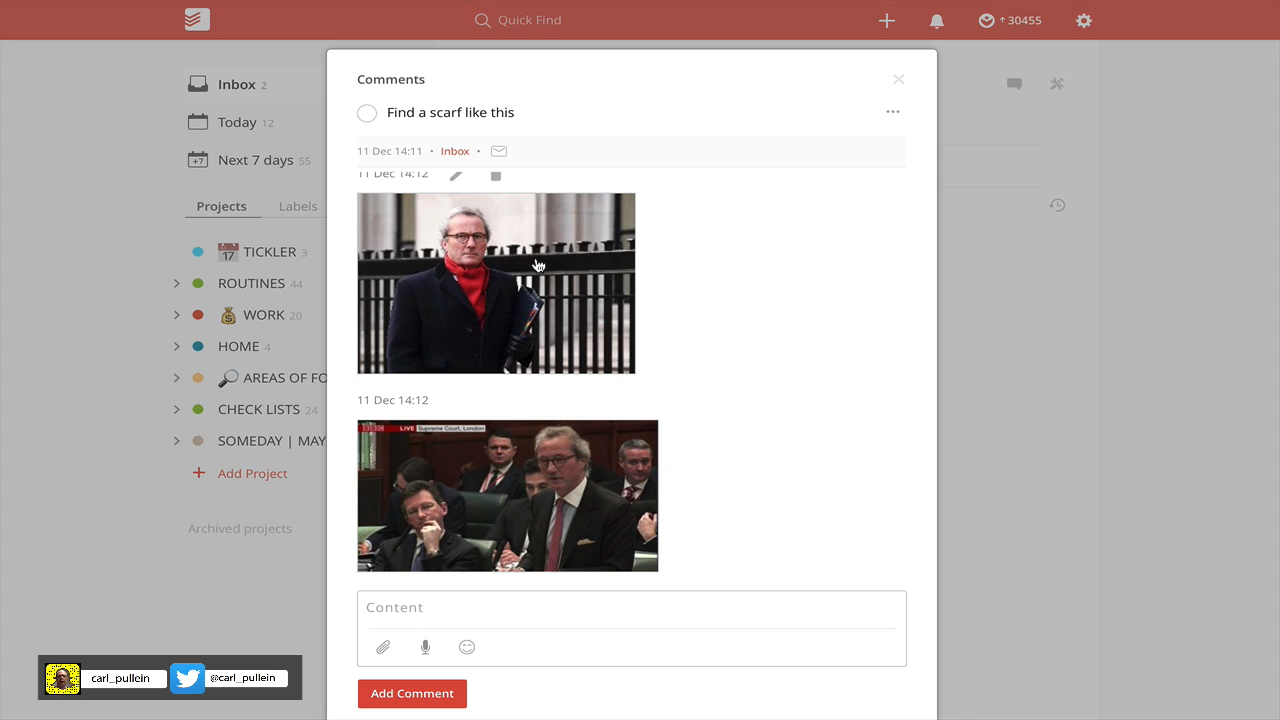 Quick Find
30455
Comments
Find a scarf like this
11 Dec 14:11 • Inbox •
11 Dec 14:12
Inbox 2
Today 12
+7 Next 7 days 55
Projects Labels
17 TICKLER 3
ROUTINES 44
WORK 20
HOME 4
AREAS OF FO
CHECK LISTS 24
SOMEDAY | MAY
Add Project
Archived projects
11 Dec 14:12
BBC LIVE Supreme Court, London
Content
Add Comment
carl_pullein @carl_pullein